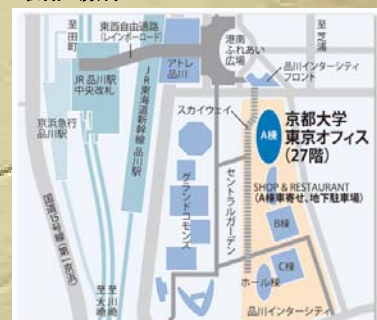 至田町
東西自由通路
(レインボーロード)
アトレ
品川
港南
ふれあい
広場
至芝浦
品川インターシティ
フロント
JR 品川駅
中央改札
JR東海道新幹線 品川駅
京浜急行
品川駅
スカイウェイ
A棟
京都大学
東京オフィス
(27階)
SHOP & RESTAURANT
(A棟車寄せ、地下駐車場)
グランドコモンズ
セントラルガーデン
B棟
C棟
ホール棟
国道15号線(第一京浜)
至大崎
至川崎
品川インターシティ